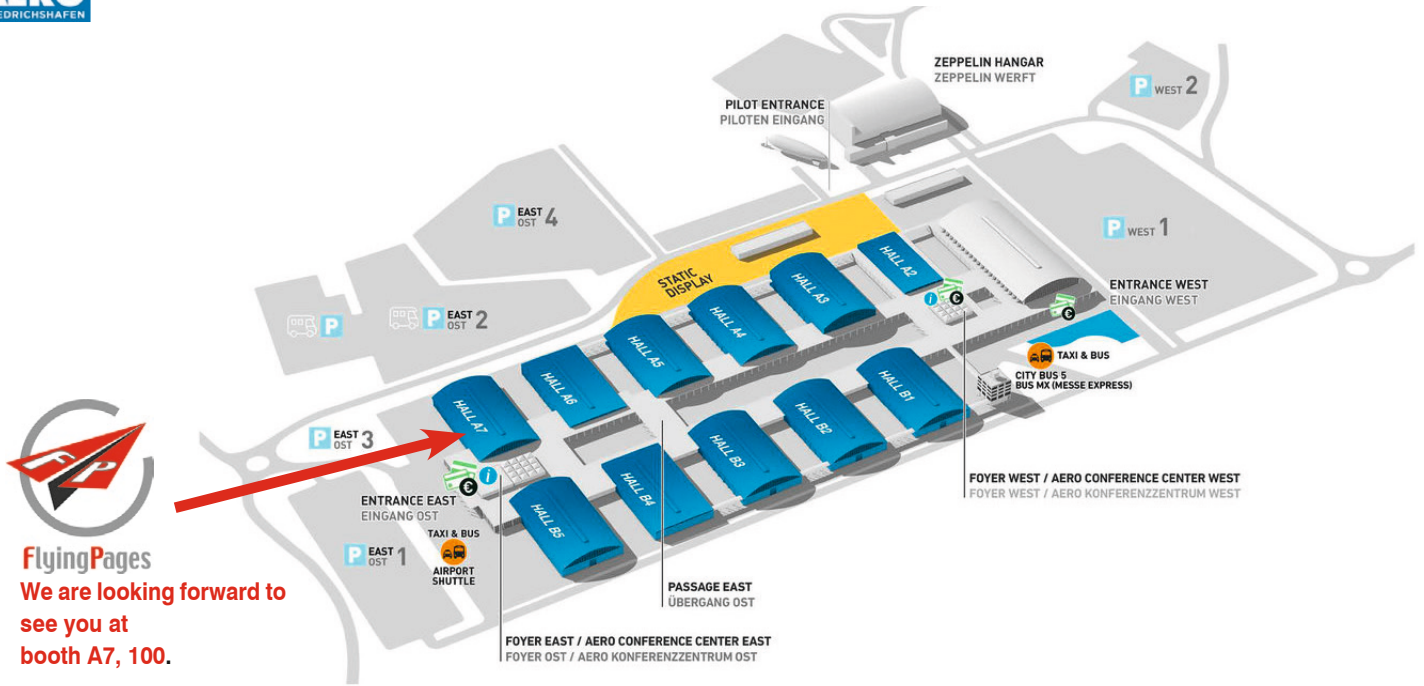 AERO
EDRICHSHAFEN
ZEPPELIN HANGAR
ZEPPELIN WERFT
P WEST 2
PILOT ENTRANCE
PILOTEN EINGANG
P EAST 4
OST
P WEST 1
STATIC
DISPLAY
HALL A2
HALL A3
HALL A4
HALL A5
HALL A6
HALL A7
i €
ENTRANCE WEST
EINGANG WEST
€
P
P EAST 2
OST
TAXI & BUS
CITY BUS 5
BUS MX (MESSE EXPRESS)
HALL B1
HALL B2
HALL B3
HALL B4
HALL B5
P EAST 3
OST
€ i
ENTRANCE EAST
EINGANG OST
TAXI & BUS
AIRPORT
SHUTTLE
P EAST 1
OST
FOYER WEST / AERO CONFERENCE CENTER WEST
FOYER WEST / AERO KONFERENZZENTRUM WEST
PASSAGE EAST
ÜBERGANG OST
FOYER EAST / AERO CONFERENCE CENTER EAST
FOYER OST / AERO KONFERENZZENTRUM OST
FP
FlyingPages
We are looking forward to
see you at
booth A7, 100.